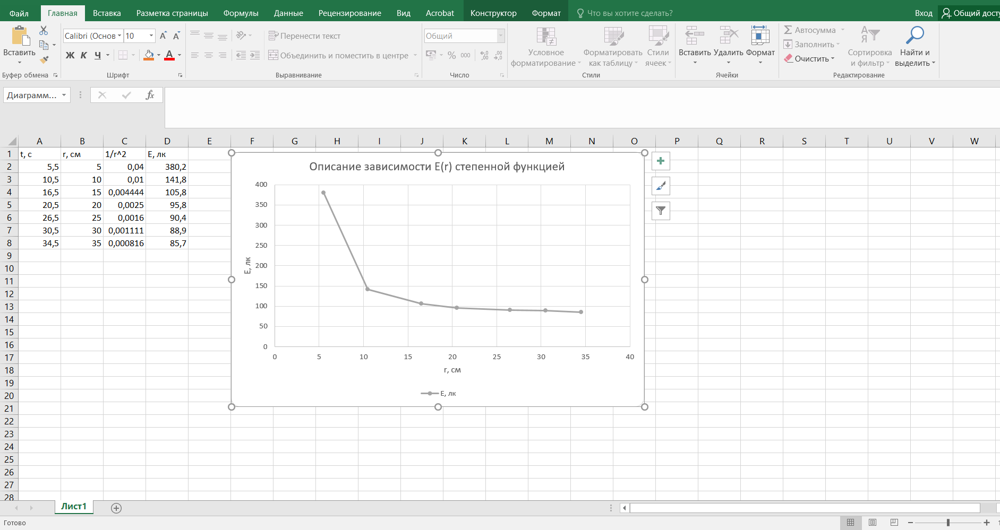 Файл Главная Вставка Разметка страницы Формулы Данные Рецензирование Вид Acrobat Конструктор Формат Что вы хотите сделать? Вход Общий досту
Вставить
Буфер обмена
Calibri (Основ 10
Ж К Ч
Шрифт
Перенести текст
Объединить и поместить в центре
Выравнивание
Общий
% 000
Число
Условное форматирование
Форматировать как таблицу
Стили ячеек
Стили
Вставить Удалить Формат
Ячейки
Автосумма
Заполнить
Очистить
Сортировка и фильтр
Найти и выделить
Редактирование
Диаграмм... fx
A B C D E F G H I J K L M N O P Q R S T U V W
1 t, с r, см 1/r^2 E, лк
2 5,5 5 0,04 380,2
3 10,5 10 0,01 141,8
4 16,5 15 0,004444 105,8
5 20,5 20 0,0025 95,8
6 26,5 25 0,0016 90,4
7 30,5 30 0,001111 88,9
8 34,5 35 0,000816 85,7
9
10
11
12
13
14
15
16
17
18
19
20
21
22
23
24
25
26
27
28
Описание зависимости E(r) степенной функцией
400
350
300
250
200
150
100
50
0
E, лк
0 5 10 15 20 25 30 35 40
r, см
E, лк
Лист1
Готово